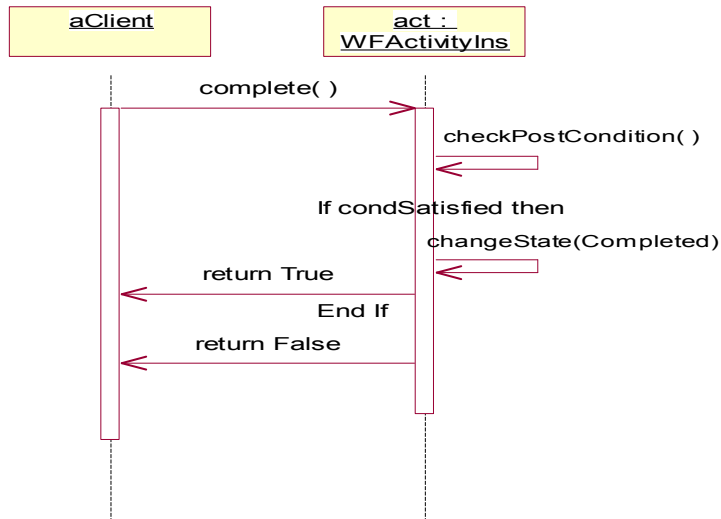 aClient
act :
WFActivityIns
complete( )
checkPostCondition( )
If condSatisfied then
changeState(Completed)
return True
End If
return False